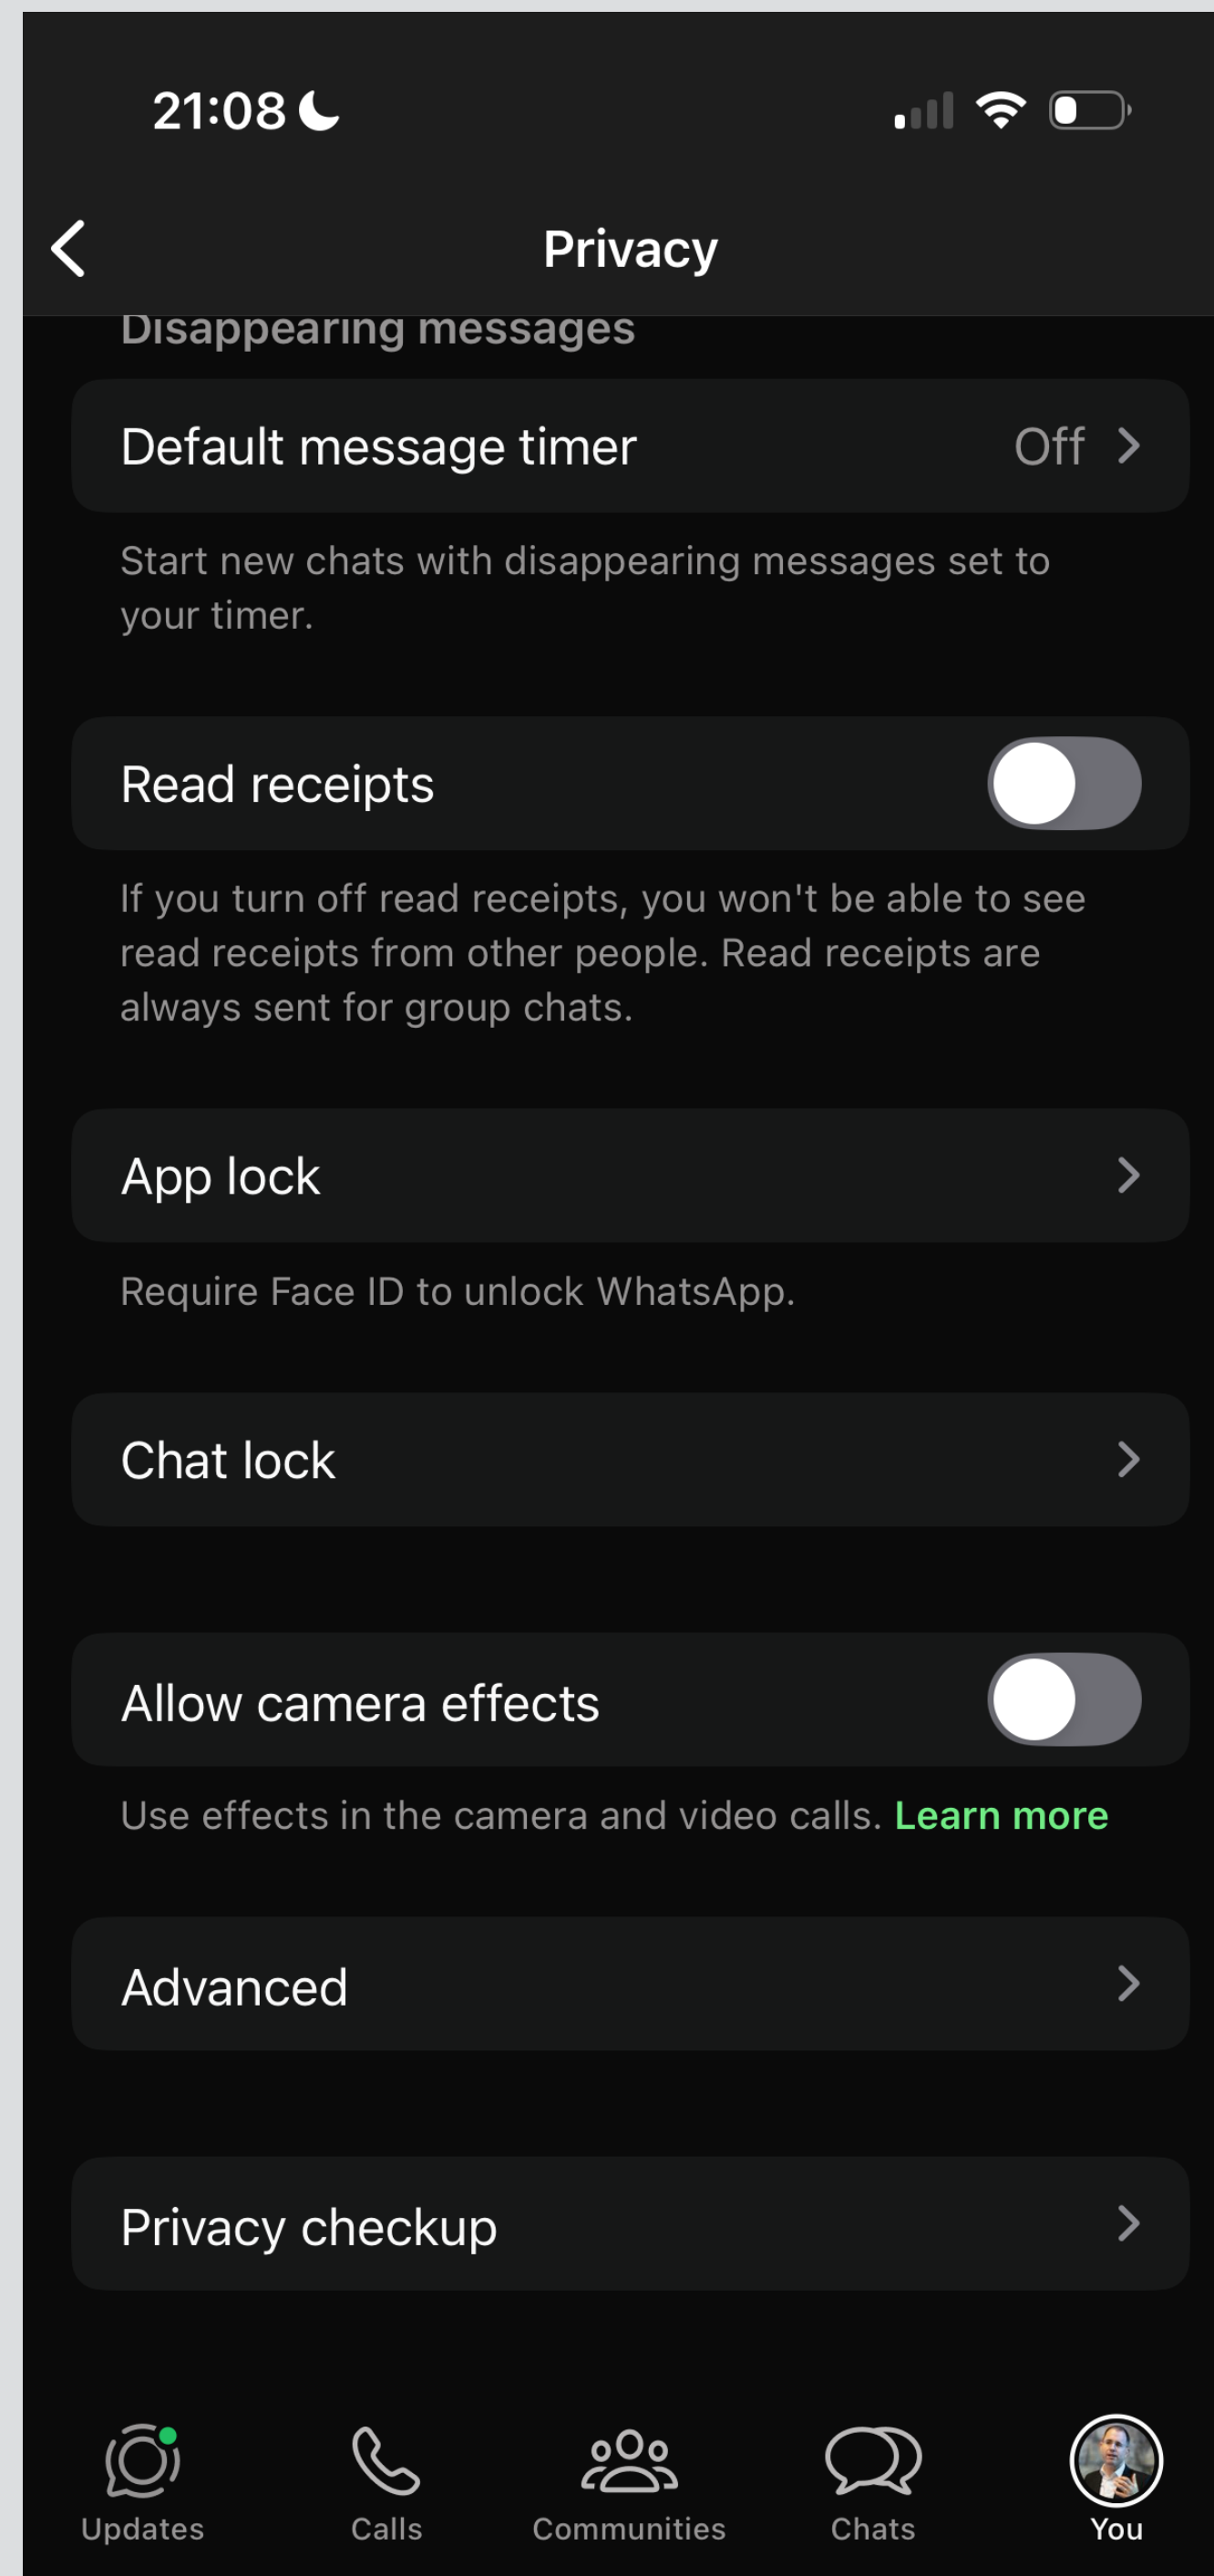 21:08
Privacy
Disappearing messages
Default message timer
Off
Start new chats with disappearing messages set to
your timer.
Read receipts
If you turn off read receipts, you won't be able to see
read receipts from other people. Read receipts are
always sent for group chats.
App lock
Require Face ID to unlock WhatsApp.
Chat lock
Allow camera effects
Use effects in the camera and video calls. Learn more
Advanced
Privacy checkup
Updates
Calls
Communities
Chats
You